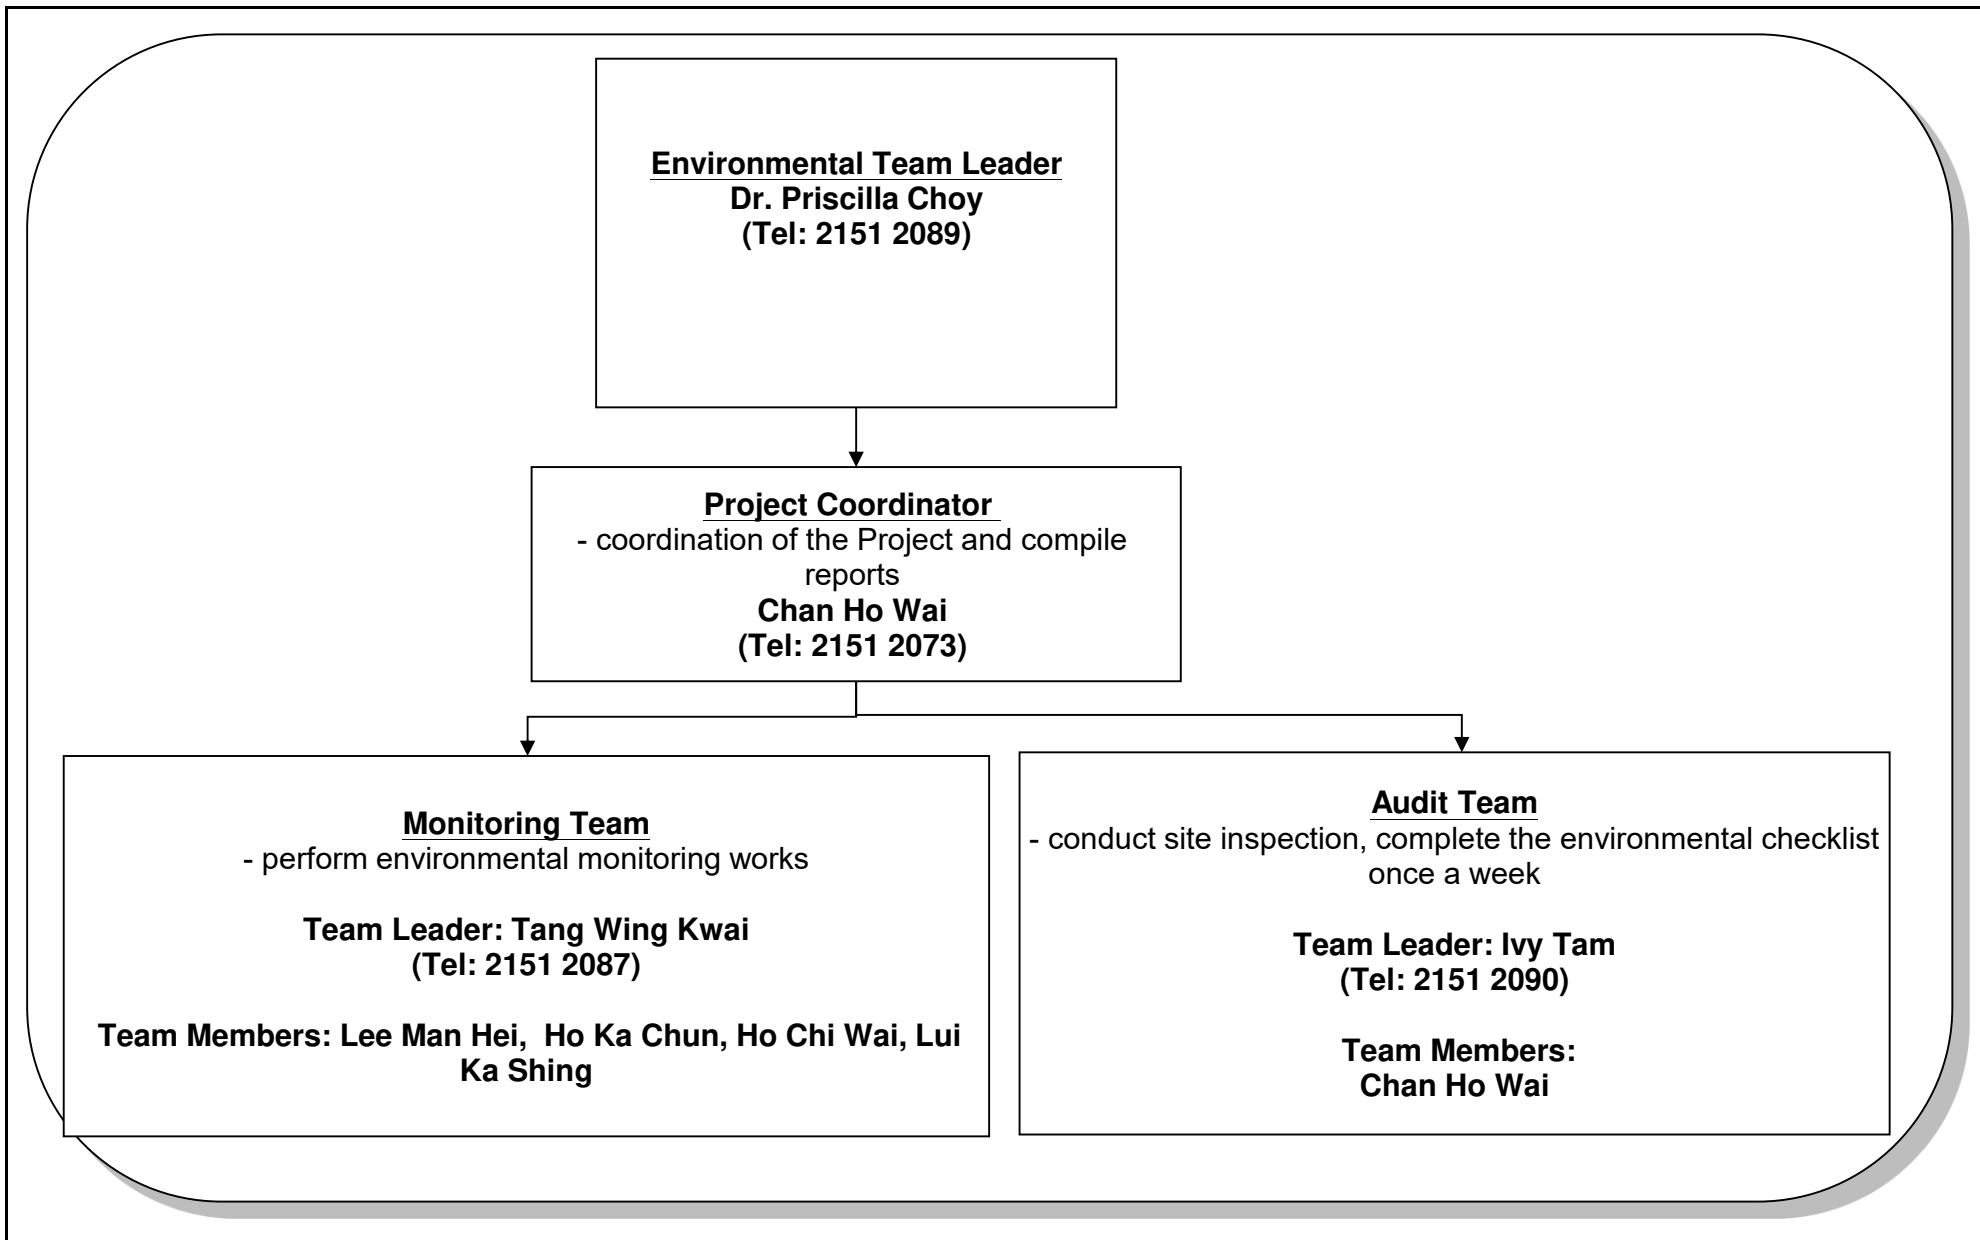 Environmental Team Leader
Dr. Priscilla Choy
(Tel: 2151 2089)
Project Coordinator
- coordination of the Project and compile
reports
Chan Ho Wai
(Tel: 2151 2073)
Monitoring Team
- perform environmental monitoring works
Team Leader: Tang Wing Kwai
(Tel: 2151 2087)
Team Members: Lee Man Hei,  Ho Ka Chun, Ho Chi Wai, Lui
Ka Shing
Audit Team
- conduct site inspection, complete the environmental checklist
once a week
Team Leader: Ivy Tam
(Tel: 2151 2090)
Team Members:
Chan Ho Wai